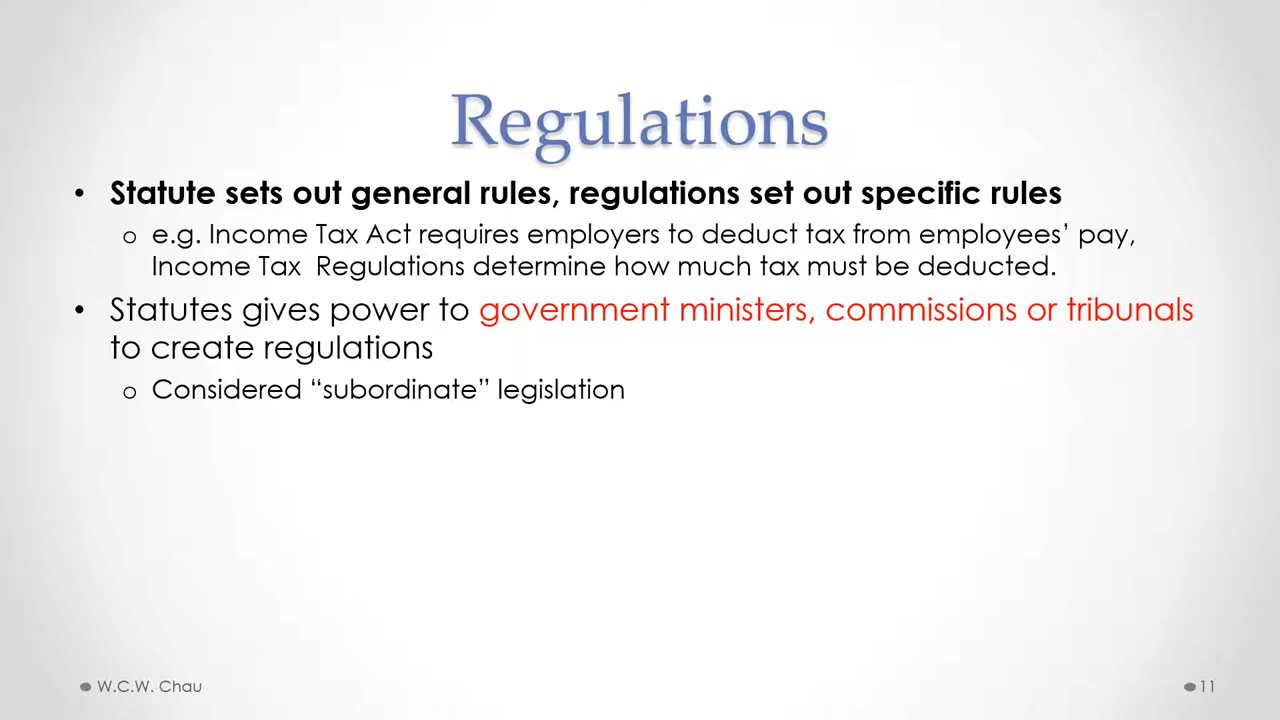 Regulations
• Statute sets out general rules, regulations set out specific rules
o e.g. Income Tax Act requires employers to deduct tax from employees’ pay,
Income Tax  Regulations determine how much tax must be deducted.
• Statutes gives power to government ministers, commissions or tribunals
to create regulations
o Considered “subordinate” legislation
● W.C.W. Chau
● 11